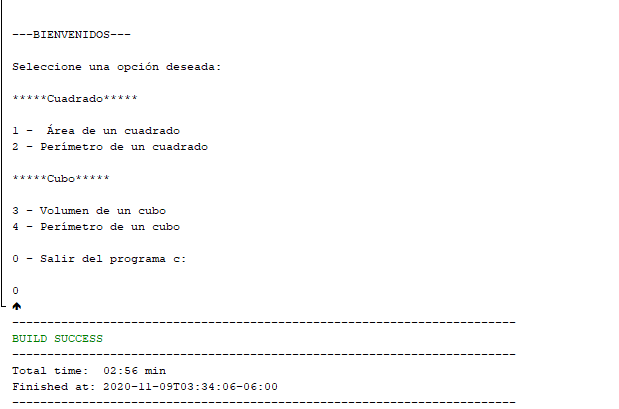 ---BIENVENIDOS---
Seleccione una opción deseada:
*****Cuadrado*****
1 -  Área de un cuadrado
2 - Perímetro de un cuadrado
*****Cubo*****
3 - Volumen de un cubo
4 - Perímetro de un cubo
0 - Salir del programa c:
0
------------------------------------------------------------------------
BUILD SUCCESS
------------------------------------------------------------------------
Total time:  02:56 min
Finished at: 2020-11-09T03:34:06-06:00
------------------------------------------------------------------------